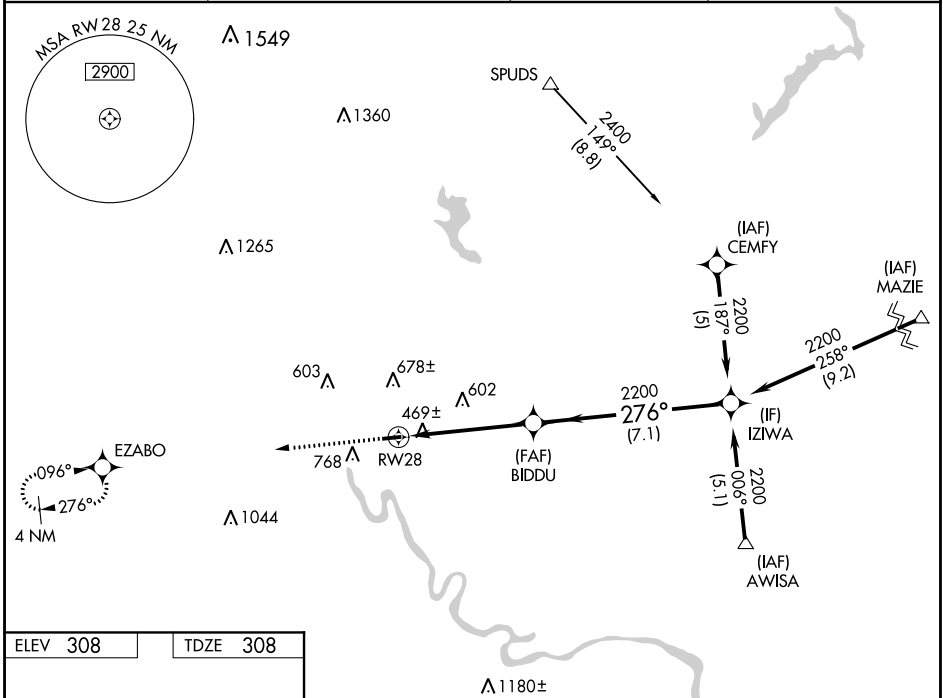 MSA RW 28 25 NM
2900
1549
1360
SPUDS
2400
149°
(8.8)
1265
(IAF)
CEMFY
2200
187°
(5)
(IAF)
MAZIE
2200
258°
(9.2)
603
678±
602
469±
768
RW28
(FAF)
BIDDU
2200
276°
(7.1)
(IF)
IZIWA
EZABO
096°
276°
4 NM
1044
2200
006°
(5.1)
(IAF)
AWISA
ELEV 308
TDZE 308
1180±